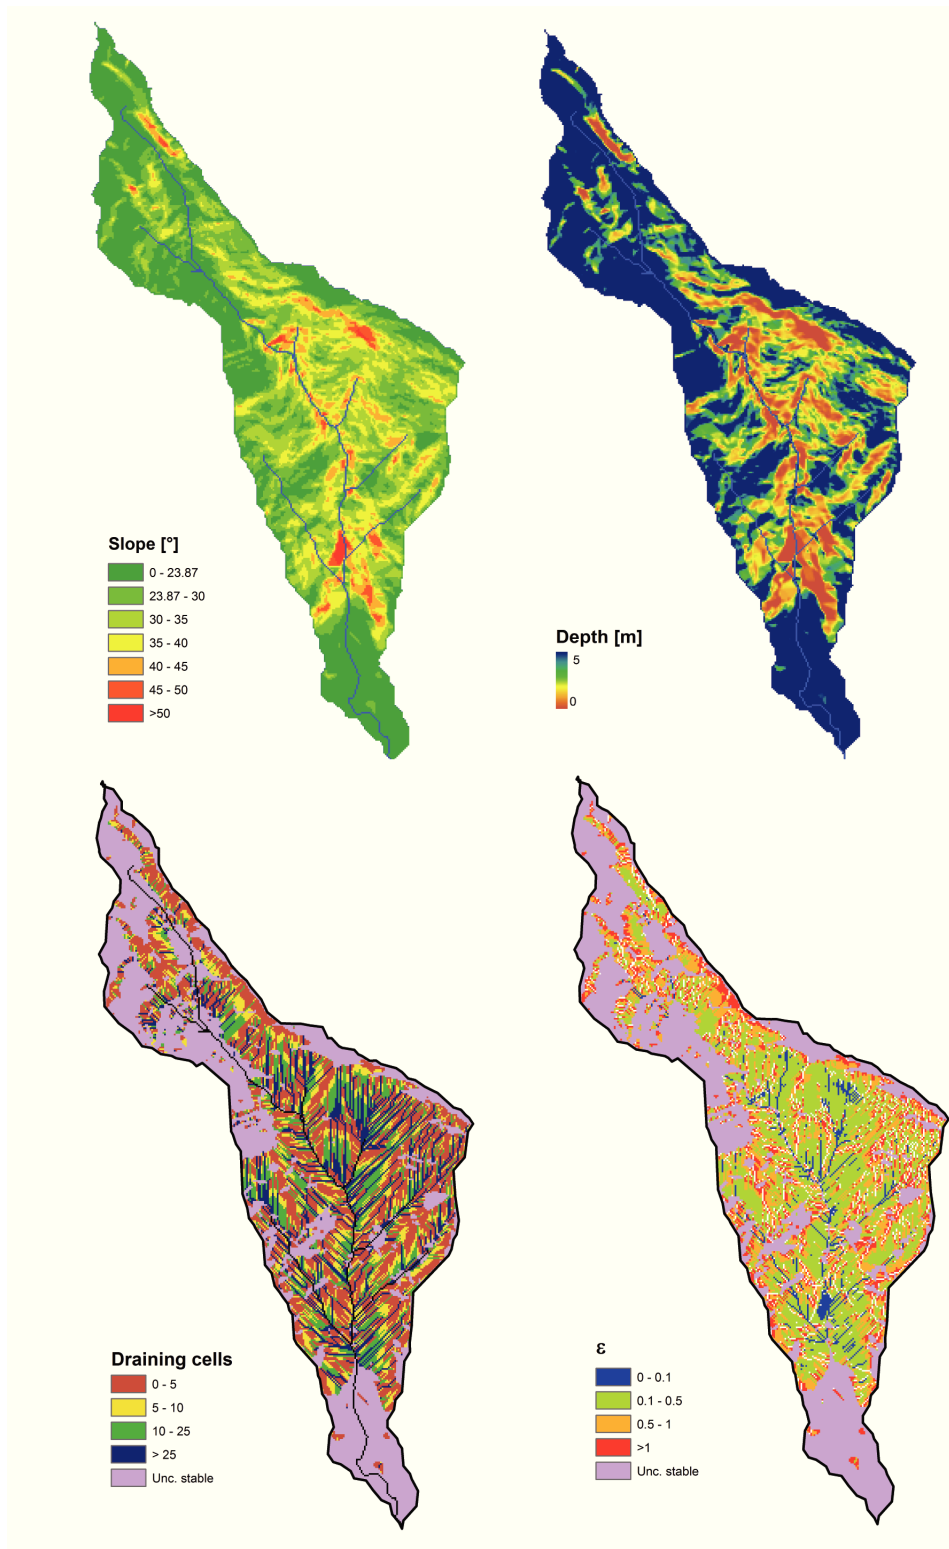 Slope [°]
0 - 23.87
23.87 - 30
30 - 35
35 - 40
40 - 45
45 - 50
>50
Depth [m]
5
0
Draining cells
0 - 5
5 - 10
10 - 25
> 25
Unc. stable
ε
0 - 0.1
0.1 - 0.5
0.5 - 1
>1
Unc. stable